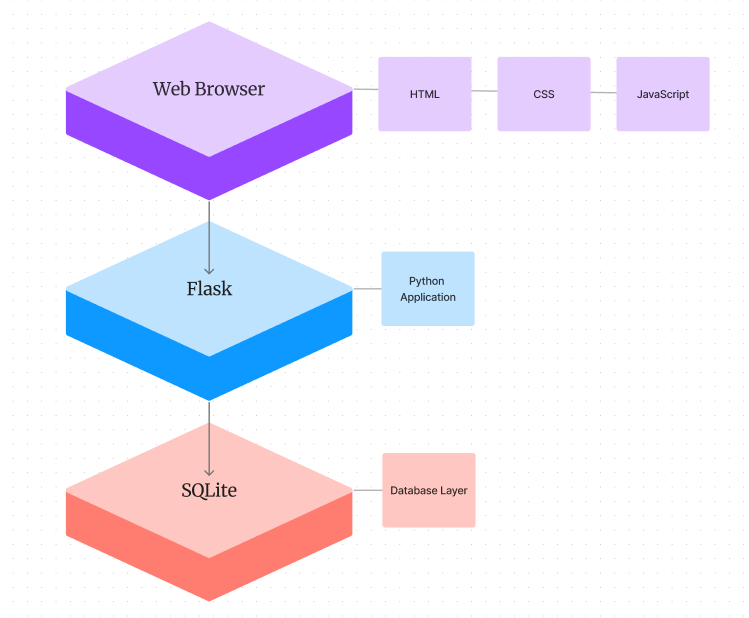 Web Browser
HTML
CSS
JavaScript
Flask
Python
Application
SQLite
Database Layer